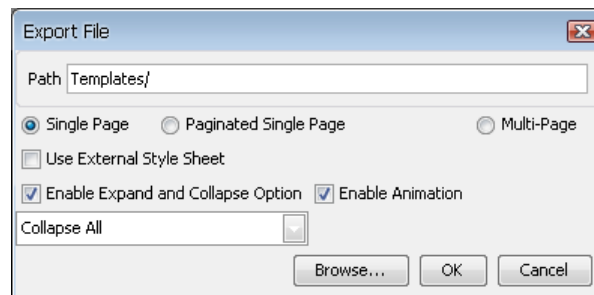 Export File
Path Templates/
Single Page Paginated Single Page Multi-Page
Use External Style Sheet
Enable Expand and Collapse Option Enable Animation
Collapse All
Browse... OK Cancel